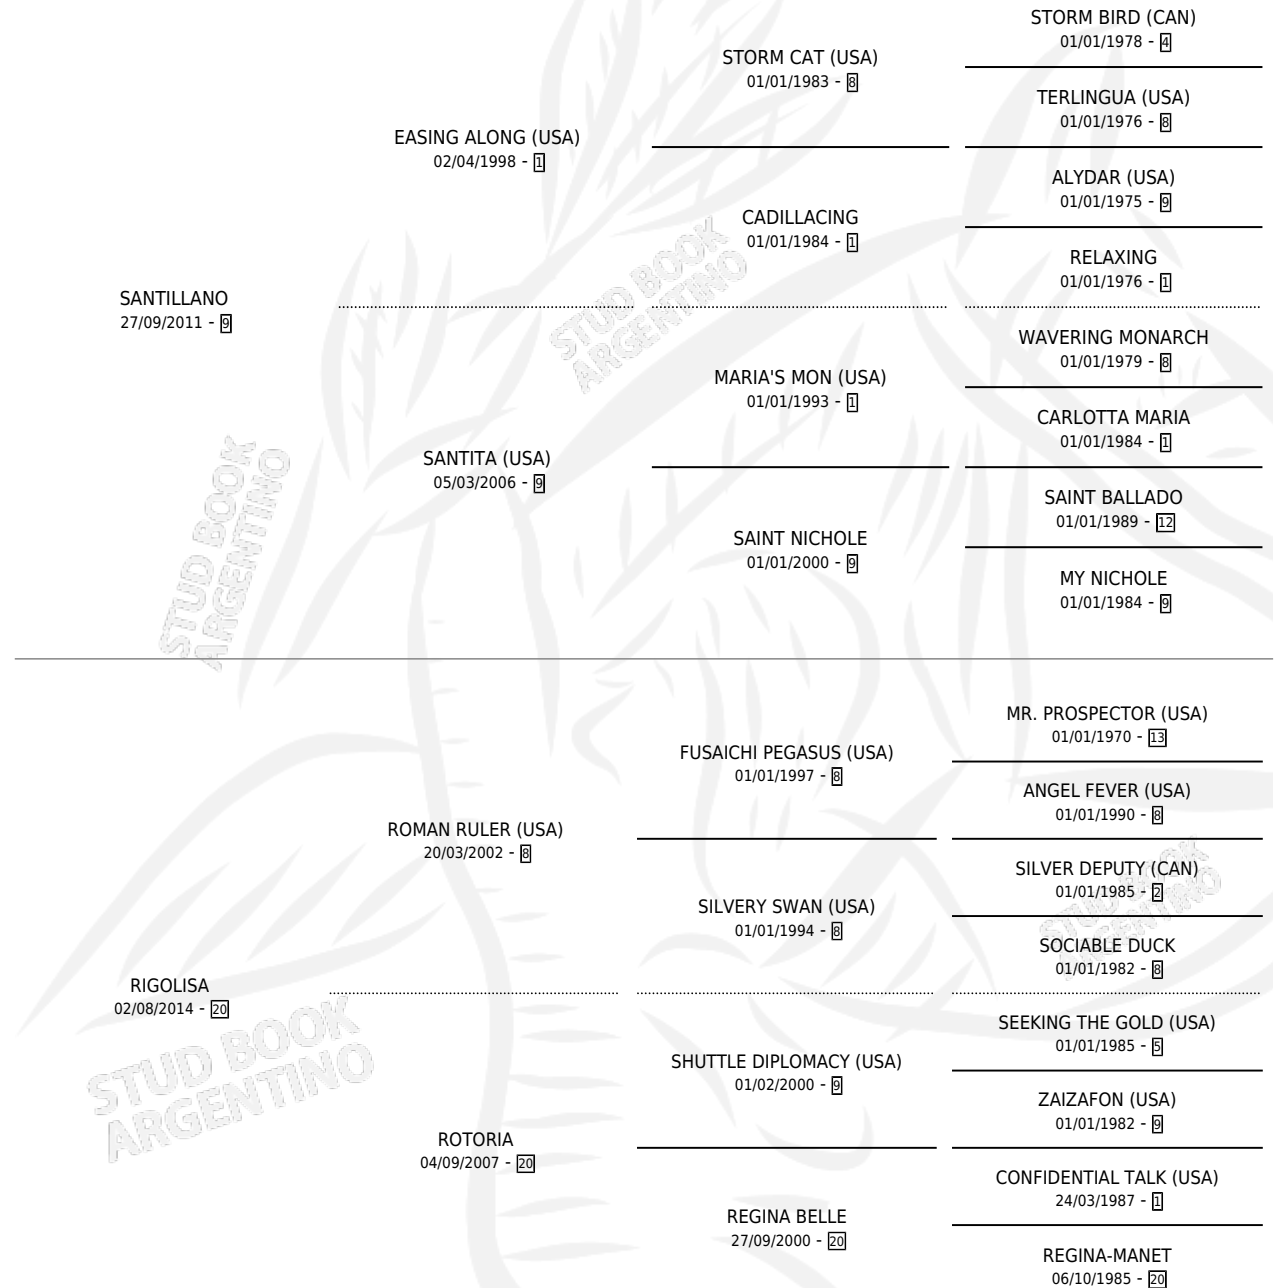 STORM BIRD (CAN)
01/01/1978 - 4
STORM CAT (USA)
01/01/1983 - 8
TERLINGUA (USA)
01/01/1976 - 8
EASING ALONG (USA)
02/04/1998 - 1
ALYDAR (USA)
01/01/1975 - 9
CADILLACING
01/01/1984 - 1
RELAXING
01/01/1976 - 1
SANTILLANO
27/09/2011 - 9
STUD BOOK
ARGENTINO
WAVERING MONARCH
01/01/1979 - 8
MARIA'S MON (USA)
01/01/1993 - 1
CARLOTTA MARIA
01/01/1984 - 1
SANTITA (USA)
05/03/2006 - 9
SAINT BALLADO
01/01/1989 - 12
SAINT NICHOLE
01/01/2000 - 9
MY NICHOLE
01/01/1984 - 9
STUD BOOK
ARGENTINO
MR. PROSPECTOR (USA)
01/01/1970 - 13
FUSAICHI PEGASUS (USA)
01/01/1997 - 8
ANGEL FEVER (USA)
01/01/1990 - 8
ROMAN RULER (USA)
20/03/2002 - 8
SILVER DEPUTY (CAN)
01/01/1985 - 2
STUD BOOK
ARGENTINO
SILVERY SWAN (USA)
01/01/1994 - 8
SOCIABLE DUCK
01/01/1982 - 8
RIGOLISA
02/08/2014 - 20
STUD BOOK
ARGENTINO
SEEKING THE GOLD (USA)
01/01/1985 - 5
SHUTTLE DIPLOMACY (USA)
01/02/2000 - 9
ZAIZAFON (USA)
01/01/1982 - 9
ROTORIA
04/09/2007 - 20
CONFIDENTIAL TALK (USA)
24/03/1987 - 1
REGINA BELLE
27/09/2000 - 20
REGINA-MANET
06/10/1985 - 20